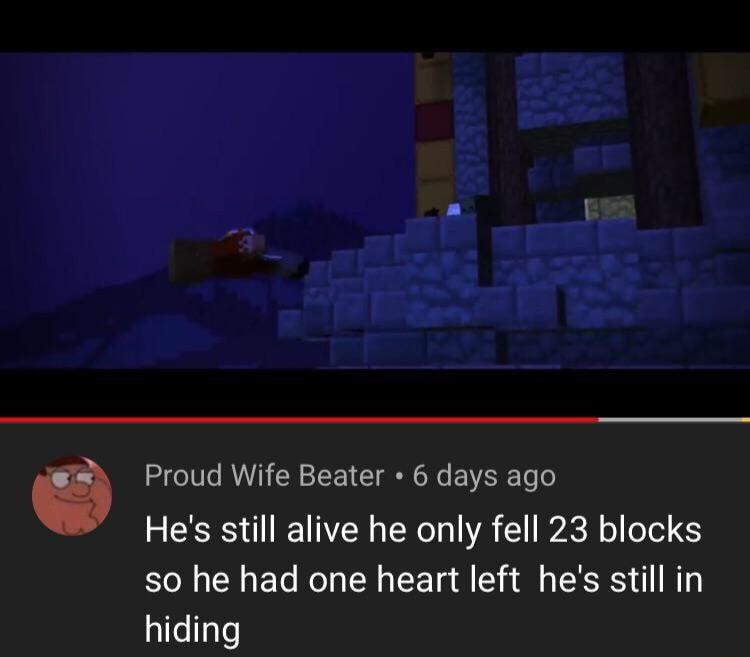 Proud Wife Beater • 6 days ago
He's still alive he only fell 23 blocks
so he had one heart left  he's still in
hiding